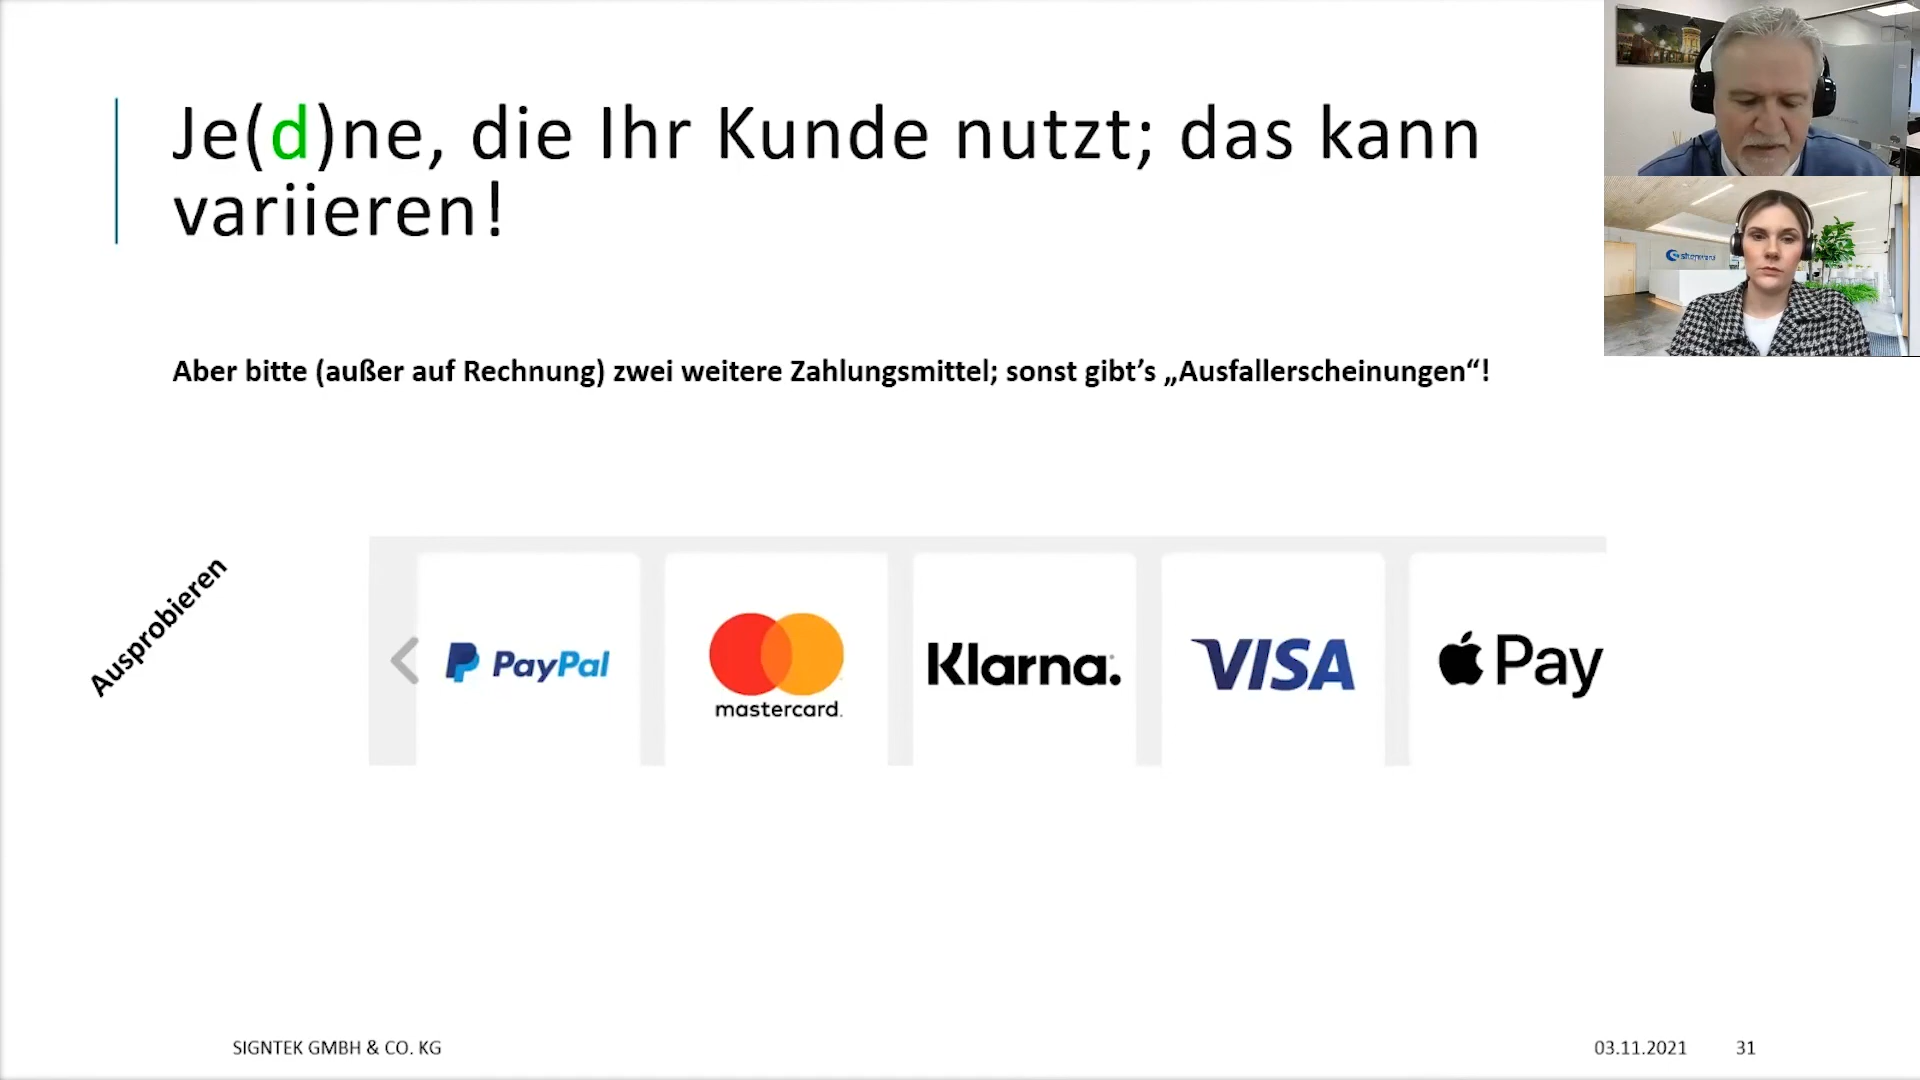 Je(d)ne, die Ihr Kunde nutzt; das kann
variieren!
Aber bitte (außer auf Rechnung) zwei weitere Zahlungsmittel; sonst gibt’s „Ausfallerscheinungen“!
Ausprobieren
PayPal
mastercard.
Klarna.
VISA
Pay
SIGNTEK GMBH & CO. KG
03.11.2021
31